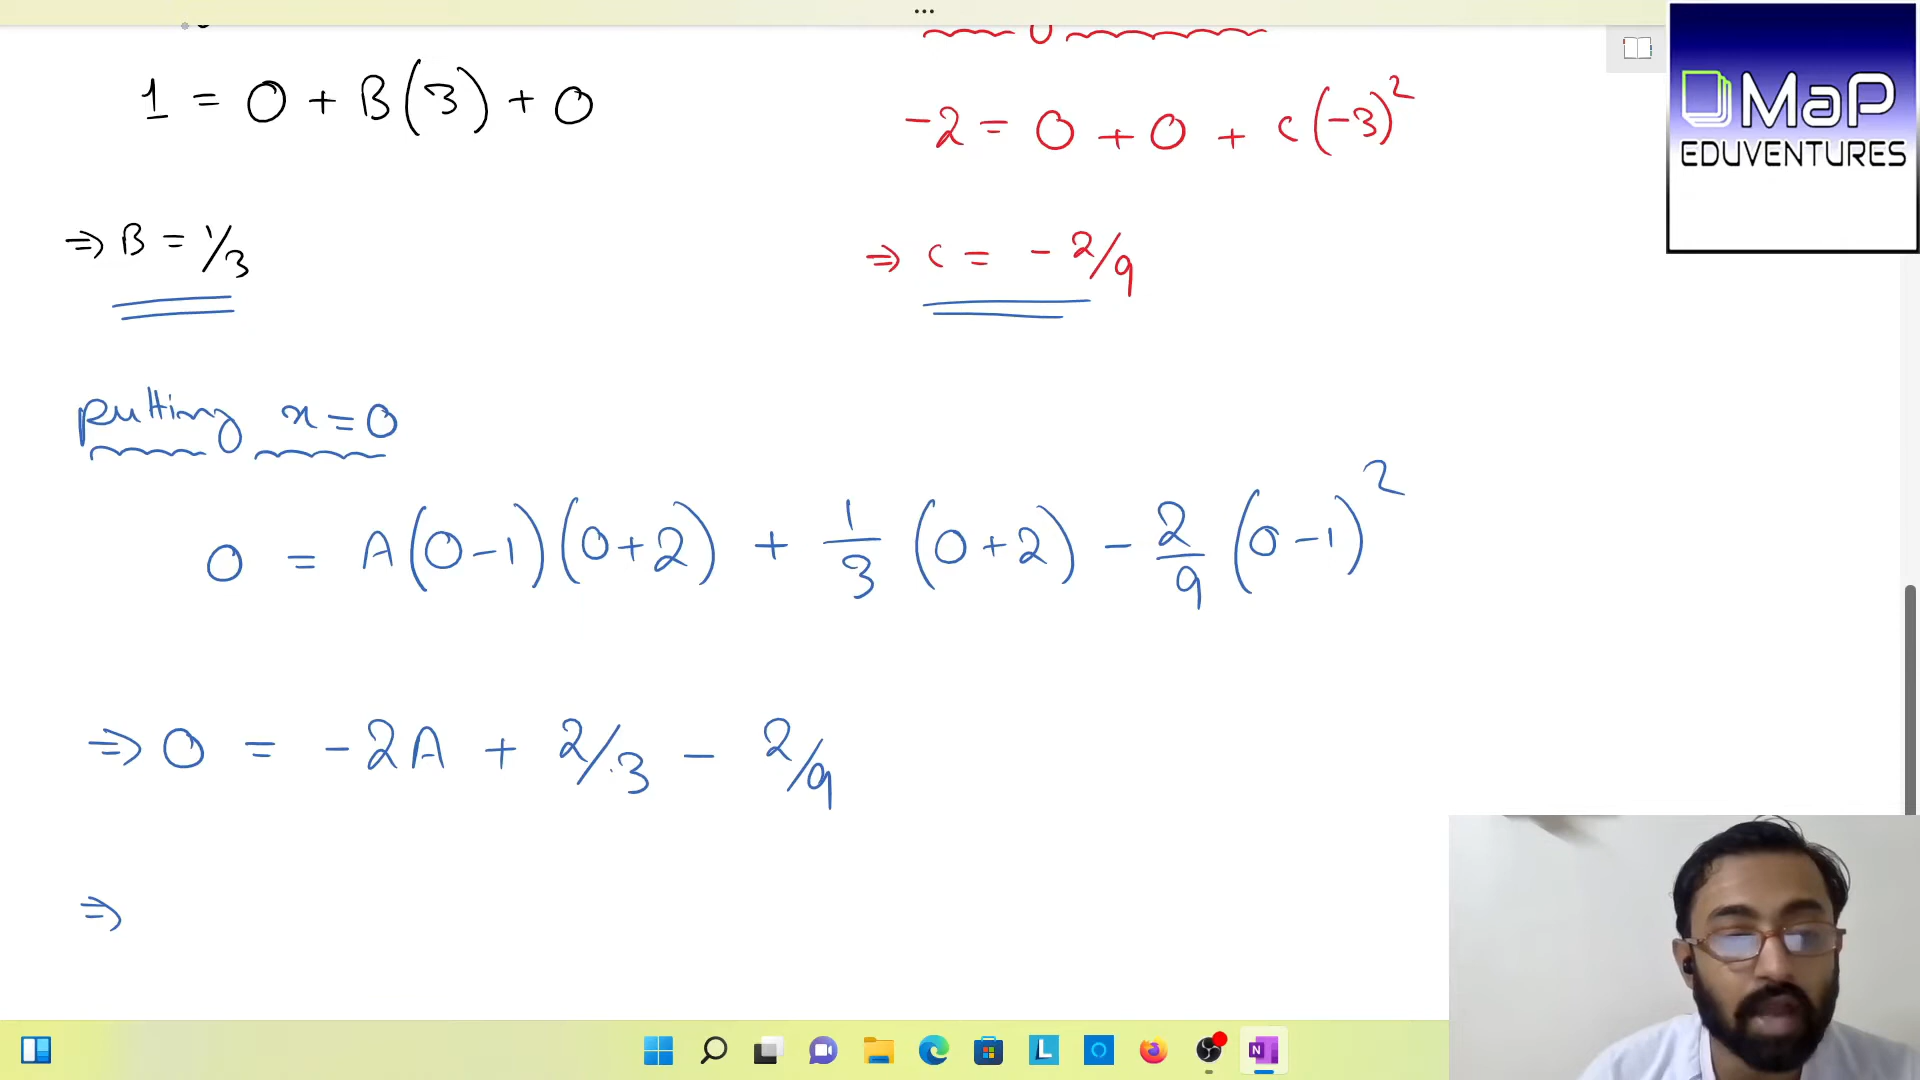 ...
1 = 0 + B(3) + 0
-2 = 0 + 0 + c(-3)²
⇒ B = 1/3
⇒ c = - 2/9
putting x = 0
0 = A(0-1)(0+2) + 1/3 (0+2) - 2/9 (0-1)²
⇒ 0 = -2A + 2/3 - 2/9
⇒
MaP
EDUVENTURES
L
N